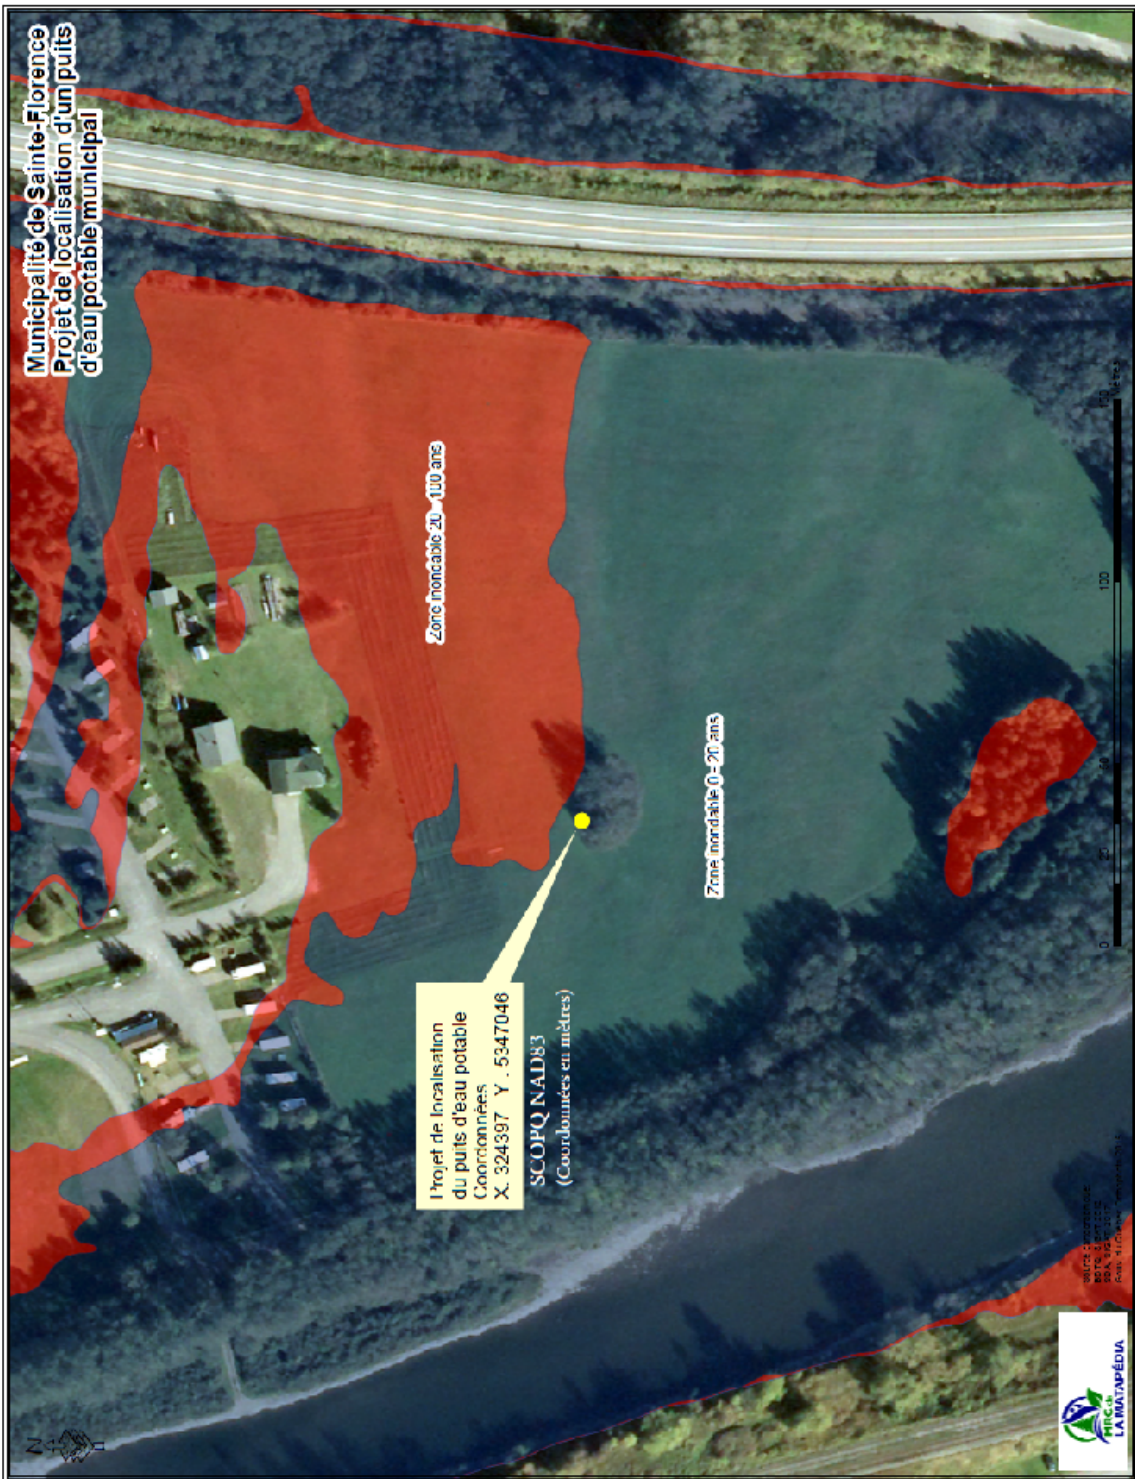 Municipalité de Sainte-Florence
Projet de localisation d'un puits
d'eau potable municipal
Zone inondable 20 - 100 ans
Zone inondable 0 - 20 ans
Projet de localisation
du puits d'eau potable
Coordonnées
X. 324397 Y. 5347046
SCOPQ NAD83
(Coordonnées en mètres)
0
100
150
Mètres
N
MRC de
LA MATAPÉDIA